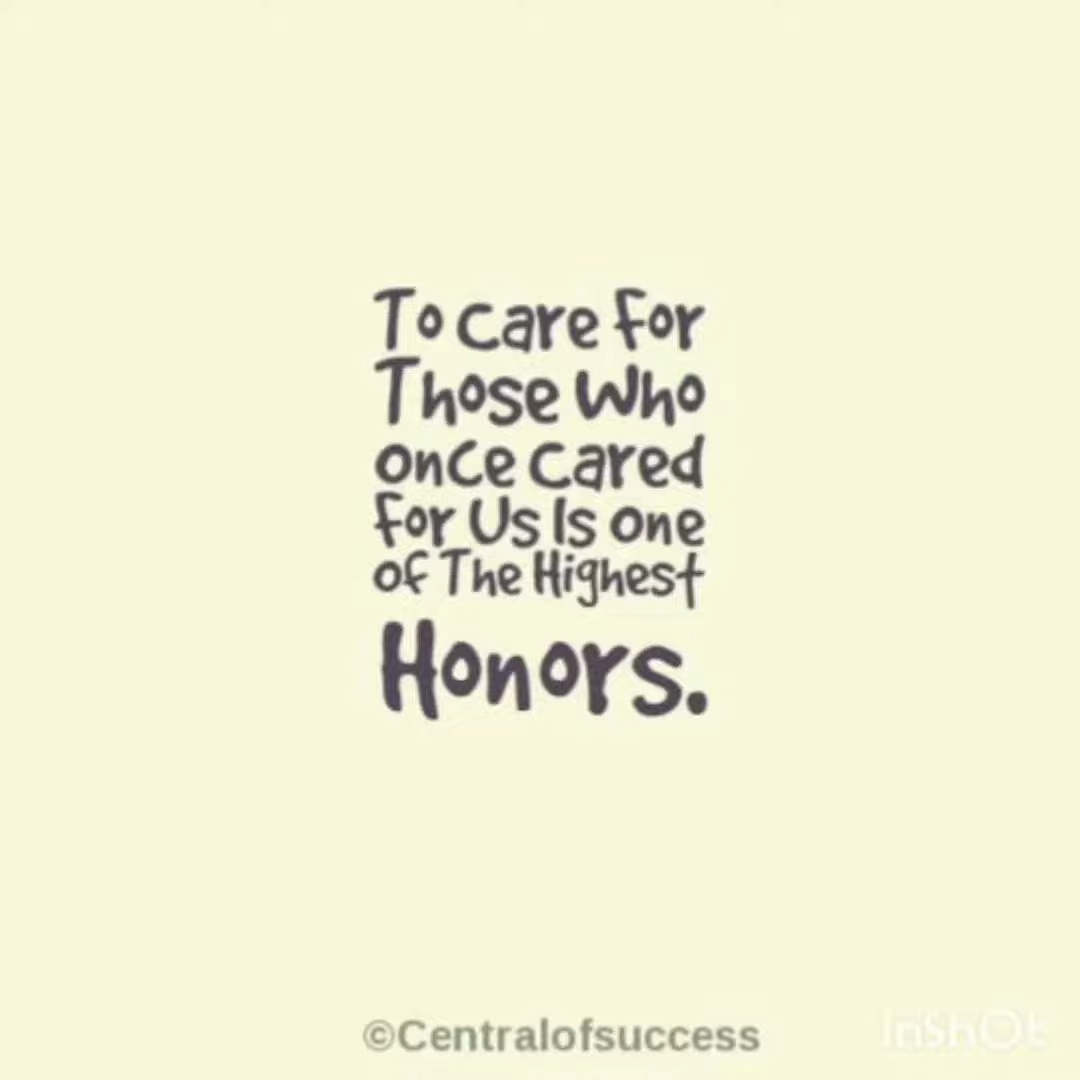 To Care For
Those Who
Once Cared
For Us Is One
of The Highest
Honors.
©Centralofsuccess
InShOt